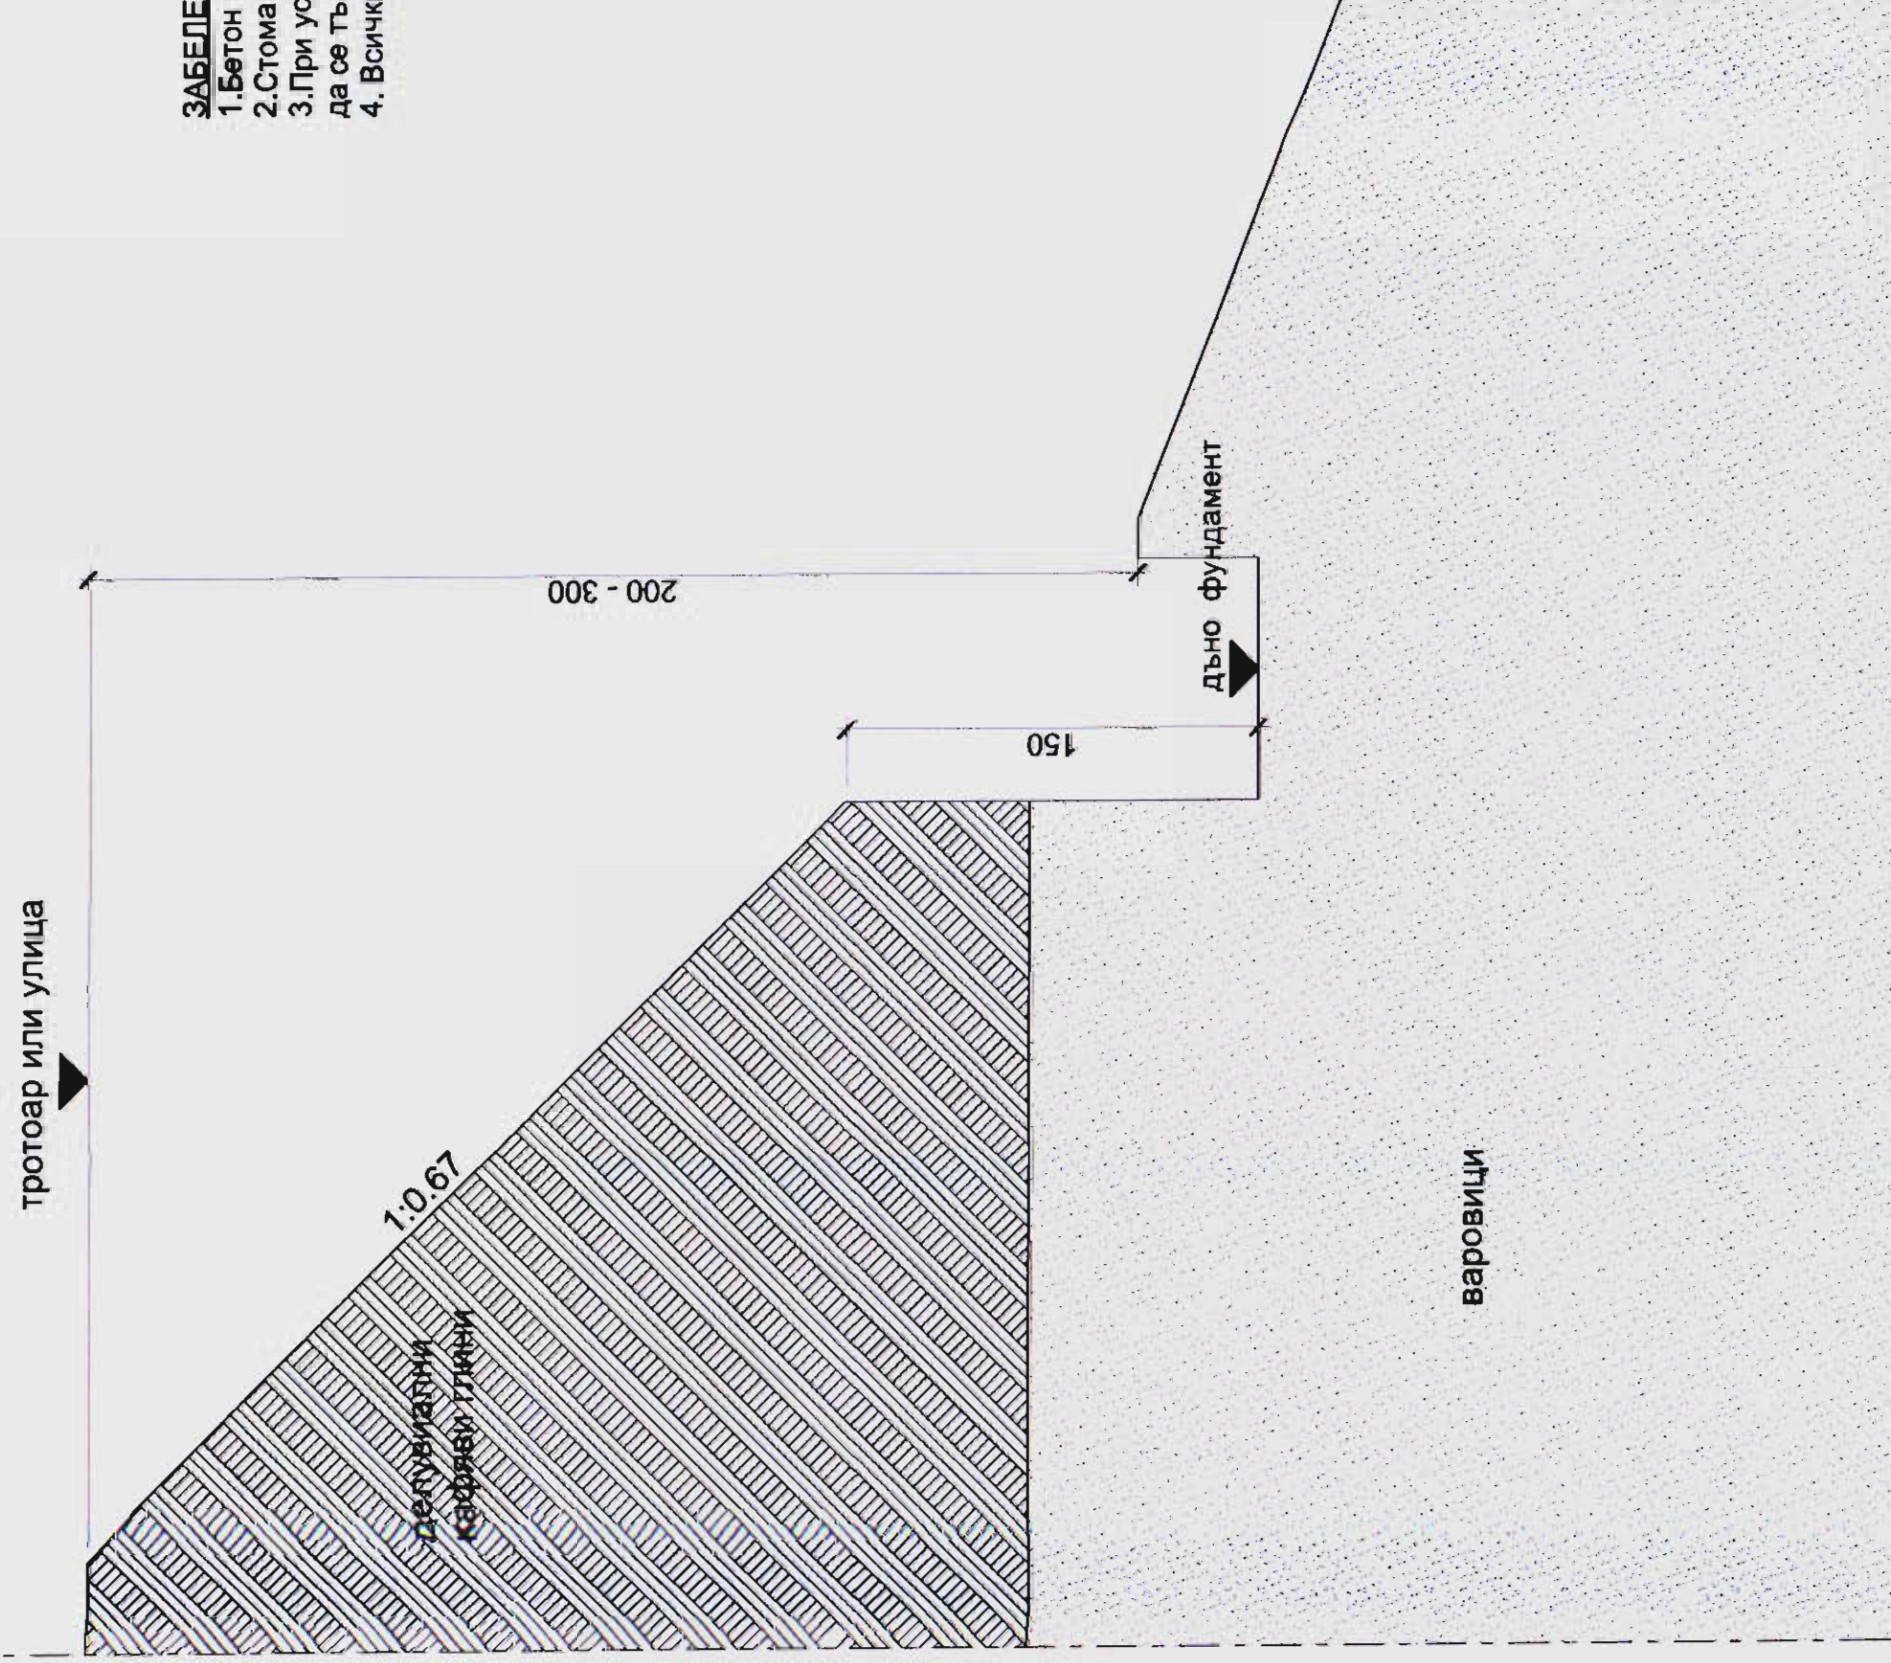 ЗАБЕЛЕ
1.Бетон
2.Стома
3.При ус
да се тъ
4. Всичк
тротоар или улица
200 - 300
дъно фундамент
150
1:0.67
делувиални
кафяви глини
варовици